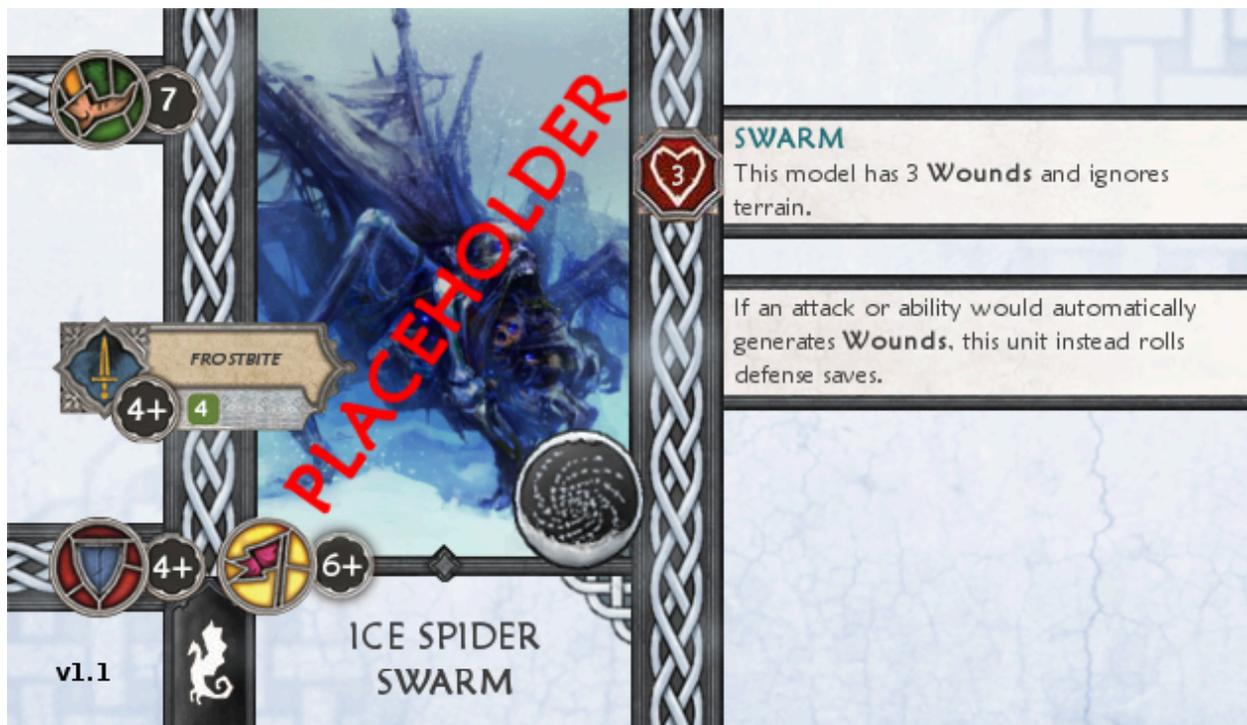 7
SWARM
This model has 3 Wounds and ignores
terrain.
3
If an attack or ability would automatically
generates Wounds, this unit instead rolls
defense saves.
PLACEHOLDER
FROSTBITE
4+
4
4+
6+
ICE SPIDER
SWARM
v1.1